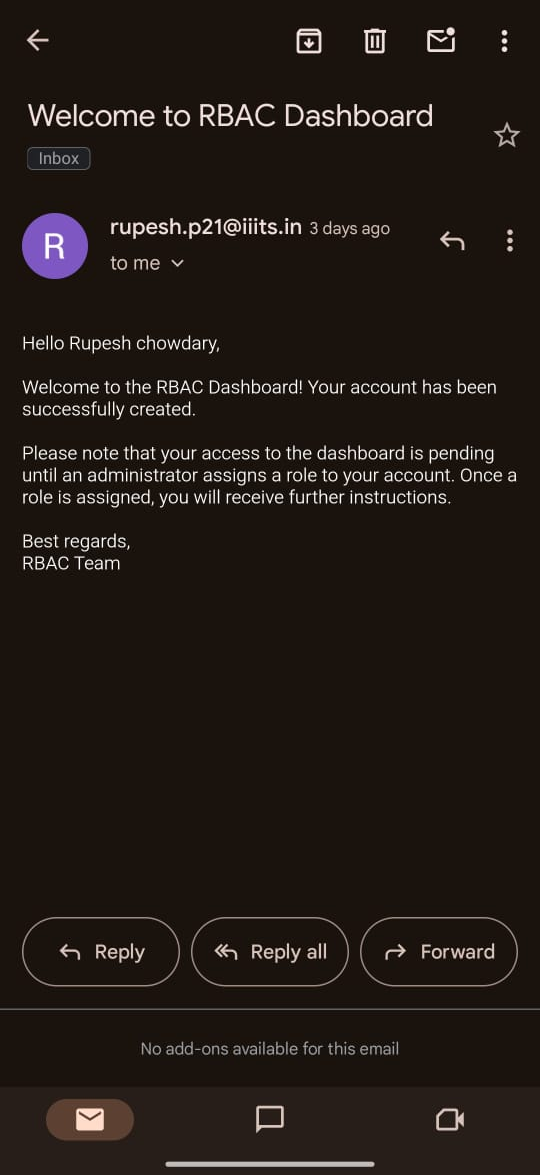 Welcome to RBAC Dashboard
Inbox
R
rupesh.p21@iiits.in 3 days ago
to me
Hello Rupesh chowdary,
Welcome to the RBAC Dashboard! Your account has been
successfully created.
Please note that your access to the dashboard is pending
until an administrator assigns a role to your account. Once a
role is assigned, you will receive further instructions.
Best regards,
RBAC Team
Reply Reply all Forward
No add-ons available for this email